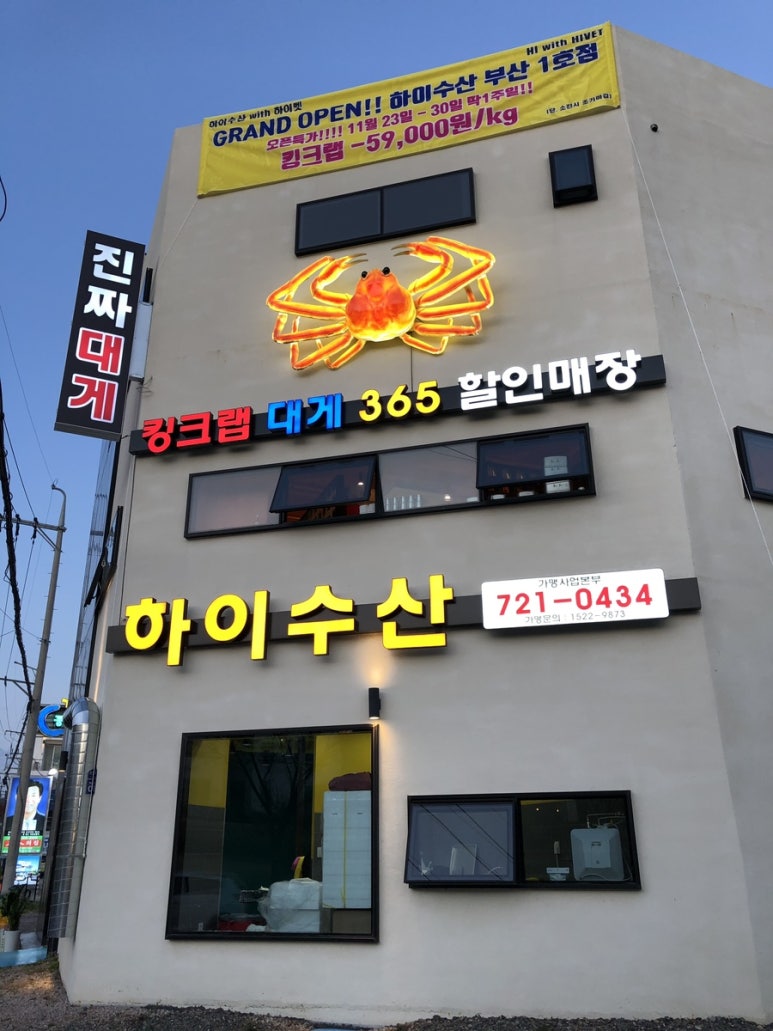 HI with HIVET
하이수산 with 하이벳
GRAND OPEN!! 하이수산 부산 1호점
오픈특가!!!! 11월 23일 - 30일 딱1주일!!
킹크랩 -59,000원/kg
진짜대게
킹크랩 대게 365 할인매장
하이수산
가맹사업본부
721-0434
가맹문의 : 1522-9873